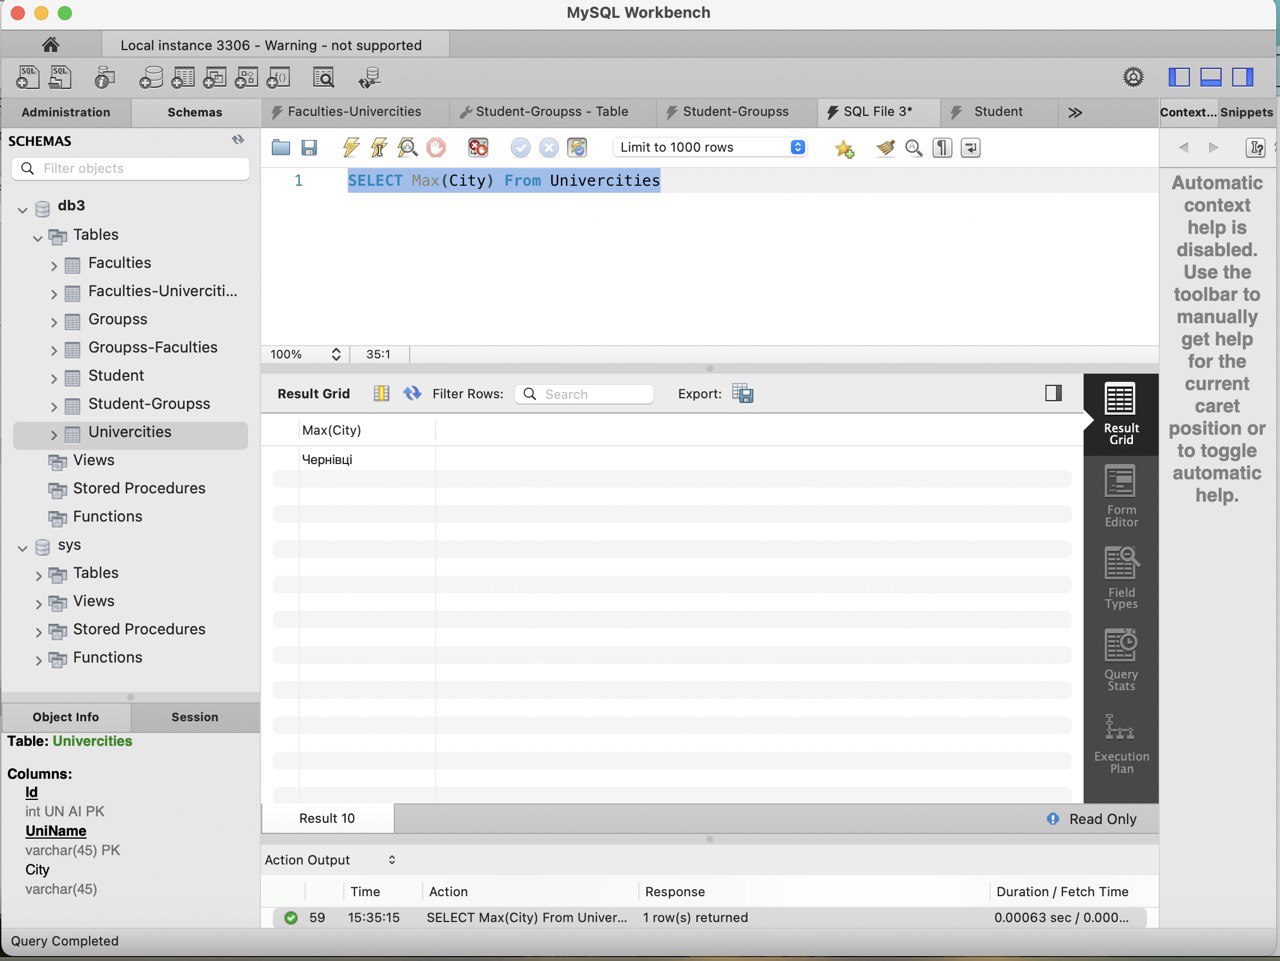 MySQL Workbench
Local instance 3306 - Warning - not supported
Administration
Schemas
Faculties-Univercities
Student-Groupss - Table
Student-Groupss
SQL File 3*
Student
Context...
Snippets
SCHEMAS
Filter objects
db3
Tables
Faculties
Faculties-Univerciti...
Groupss
Groupss-Faculties
Student
Student-Groupss
Univercities
Views
Stored Procedures
Functions
sys
Tables
Views
Stored Procedures
Functions
Limit to 1000 rows
1 SELECT Max(City) From Univercities
100% 35:1
Result Grid
Filter Rows:
Search
Export:
Max(City)
Чернівці
Result
Grid
Form
Editor
Field
Types
Query
Stats
Execution
Plan
Automatic
context
help is
disabled.
Use the
toolbar to
manually
get help
for the
current
caret
position or
to toggle
automatic
help.
Object Info
Session
Table: Univercities
Columns:
Id
int UN AI PK
UniName
varchar(45) PK
City
varchar(45)
Result 10
Read Only
Action Output
Time Action Response Duration / Fetch Time
59 15:35:15 SELECT Max(City) From Univer... 1 row(s) returned 0.00063 sec / 0.000...
Query Completed